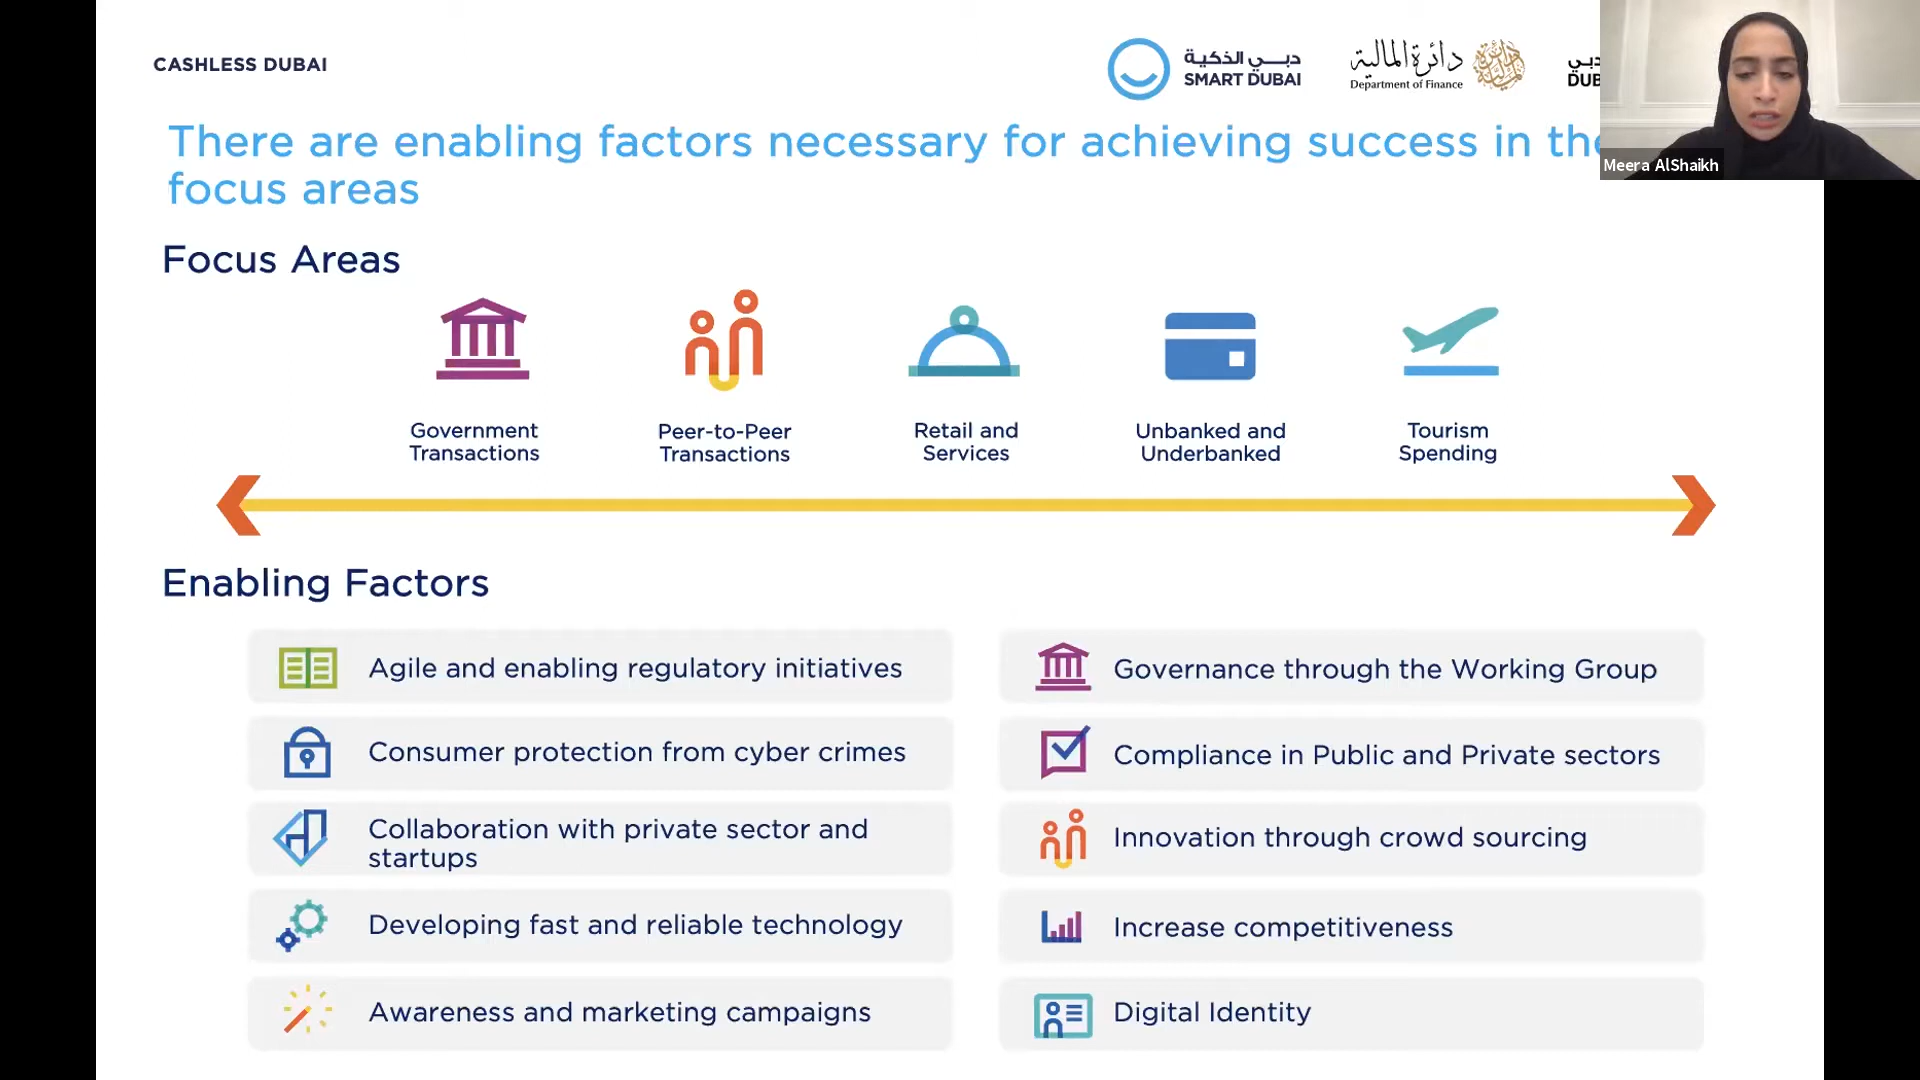 CASHLESS DUBAI
دبي الذكية
SMART DUBAI
دائرة المالية
Department of Finance
دبي
DUB
Meera AlShaikh
There are enabling factors necessary for achieving success in the
focus areas
Focus Areas
Government
Transactions
Peer-to-Peer
Transactions
Retail and
Services
Unbanked and
Underbanked
Tourism
Spending
Enabling Factors
Agile and enabling regulatory initiatives
Consumer protection from cyber crimes
Collaboration with private sector and
startups
Developing fast and reliable technology
Awareness and marketing campaigns
Governance through the Working Group
Compliance in Public and Private sectors
Innovation through crowd sourcing
Increase competitiveness
Digital Identity